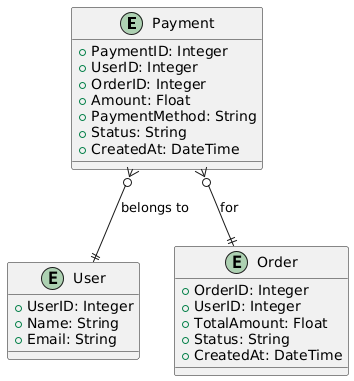 E Payment
PaymentID: Integer
UserID: Integer
OrderID: Integer
Amount: Float
PaymentMethod: String
Status: String
CreatedAt: DateTime
belongs to
for
E User
UserID: Integer
Name: String
Email: String
E Order
OrderID: Integer
UserID: Integer
TotalAmount: Float
Status: String
CreatedAt: DateTime